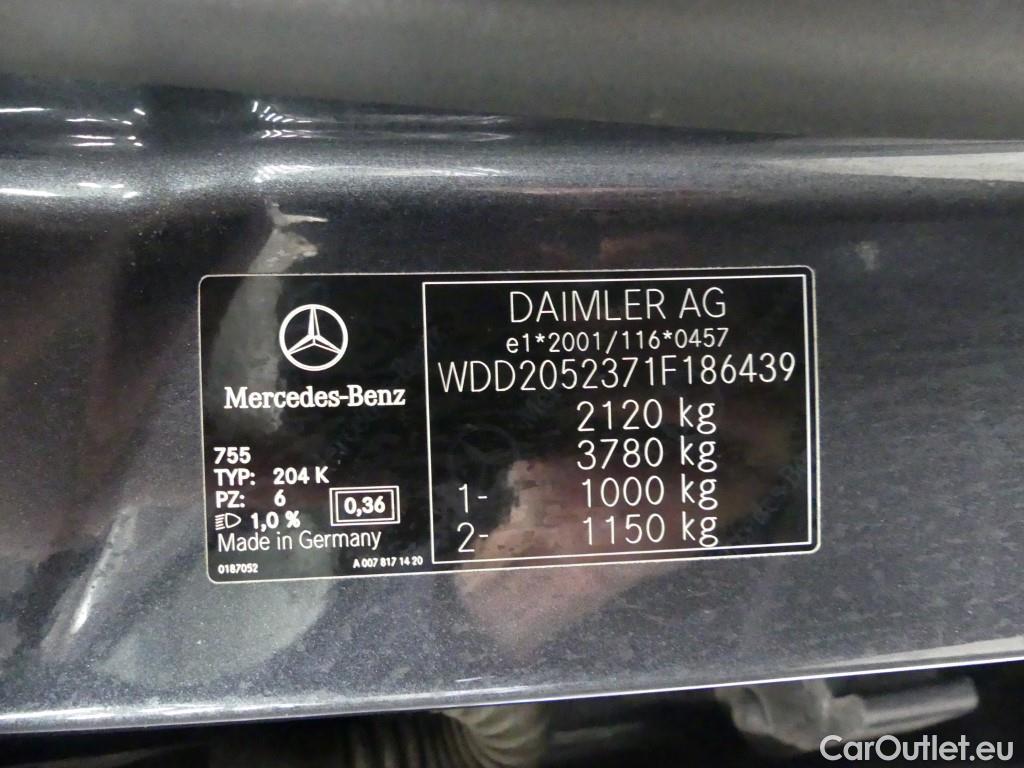 Mercedes-Benz
755
TYP: 204 K
PZ: 6
1,0 %
0,36
Made in Germany
0187052
A 007 817 14 20
DAIMLER AG
e1*2001/116*0457
WDD2052371F186439
2120 kg
3780 kg
1- 1000 kg
2- 1150 kg
CarOutlet.eu